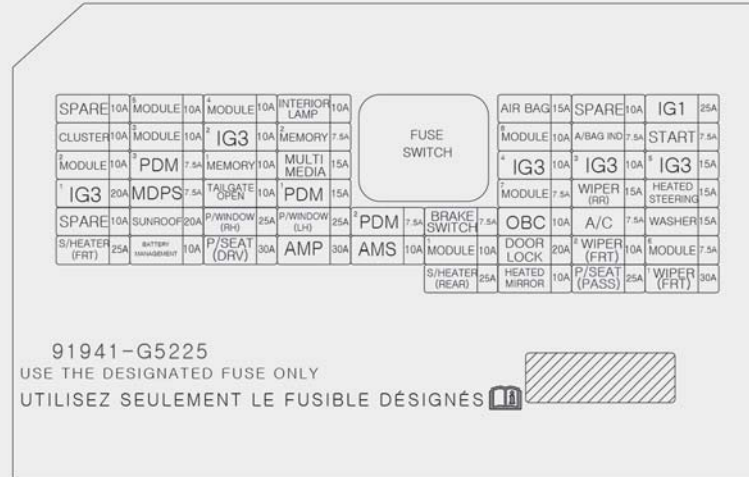 SPARE 10A 5 MODULE 10A 4 MODULE 10A INTERIOR LAMP 10A FUSE SWITCH AIR BAG 15A SPARE 10A IG1 25A
CLUSTER 10A 3 MODULE 10A 2 IG3 10A 2 MEMORY 7.5A 8 MODULE 10A A/BAG IND 7.5A START 7.5A
2 MODULE 10A 3 PDM 7.5A 1 MEMORY 10A MULTI MEDIA 15A 4 IG3 10A 3 IG3 10A 5 IG3 15A
1 IG3 20A MDPS 7.5A TAILGATE OPEN 10A 1 PDM 15A 7 MODULE 7.5A WIPER (RR) 15A HEATED STEERING 15A
SPARE 10A SUNROOF 20A P/WINDOW (RH) 25A P/WINDOW (LH) 25A 2 PDM 7.5A BRAKE SWITCH 7.5A OBC 10A A/C 7.5A WASHER 15A
S/HEATER (FRT) 25A BATTERY MANAGEMENT 10A P/SEAT (DRV) 30A AMP 30A AMS 10A 1 MODULE 10A DOOR LOCK 20A 2 WIPER (FRT) 10A 6 MODULE 7.5A
S/HEATER (REAR) 25A HEATED MIRROR 10A P/SEAT (PASS) 25A 1 WIPER (FRT) 30A
91941-G5225
USE THE DESIGNATED FUSE ONLY
UTILISEZ SEULEMENT LE FUSIBLE DÉSIGNÉS